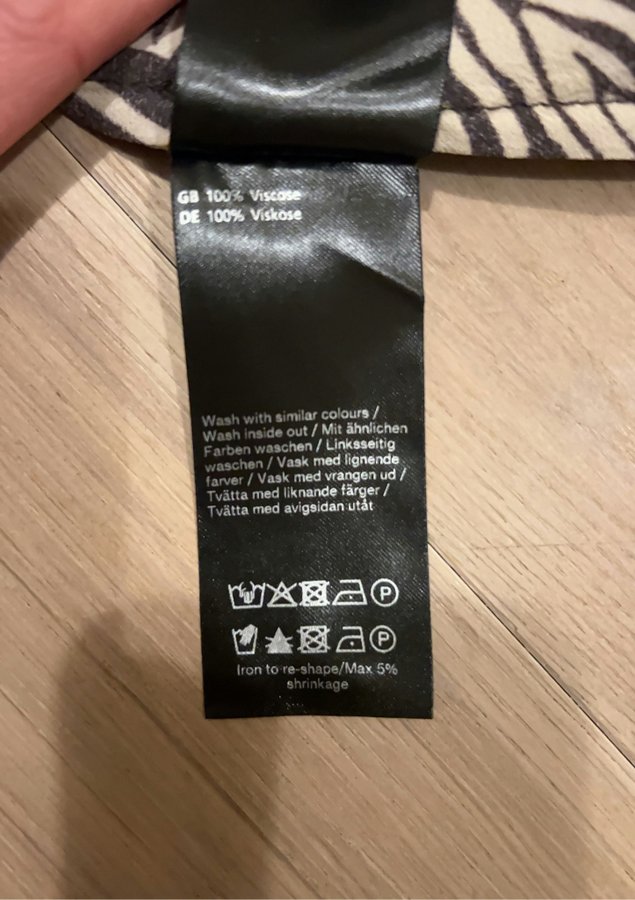 GB 100% Viscose
DE 100% Viskose
Wash with similar colours /
Wash inside out / Mit ähnlichen
Farben waschen / Linksseitig
waschen / Vask med lignende
farver / Vask med vrangen ud /
Tvätta med liknande färger /
Tvätta med avigsidan utåt
P
P
Iron to re-shape/Max 5%
shrinkage